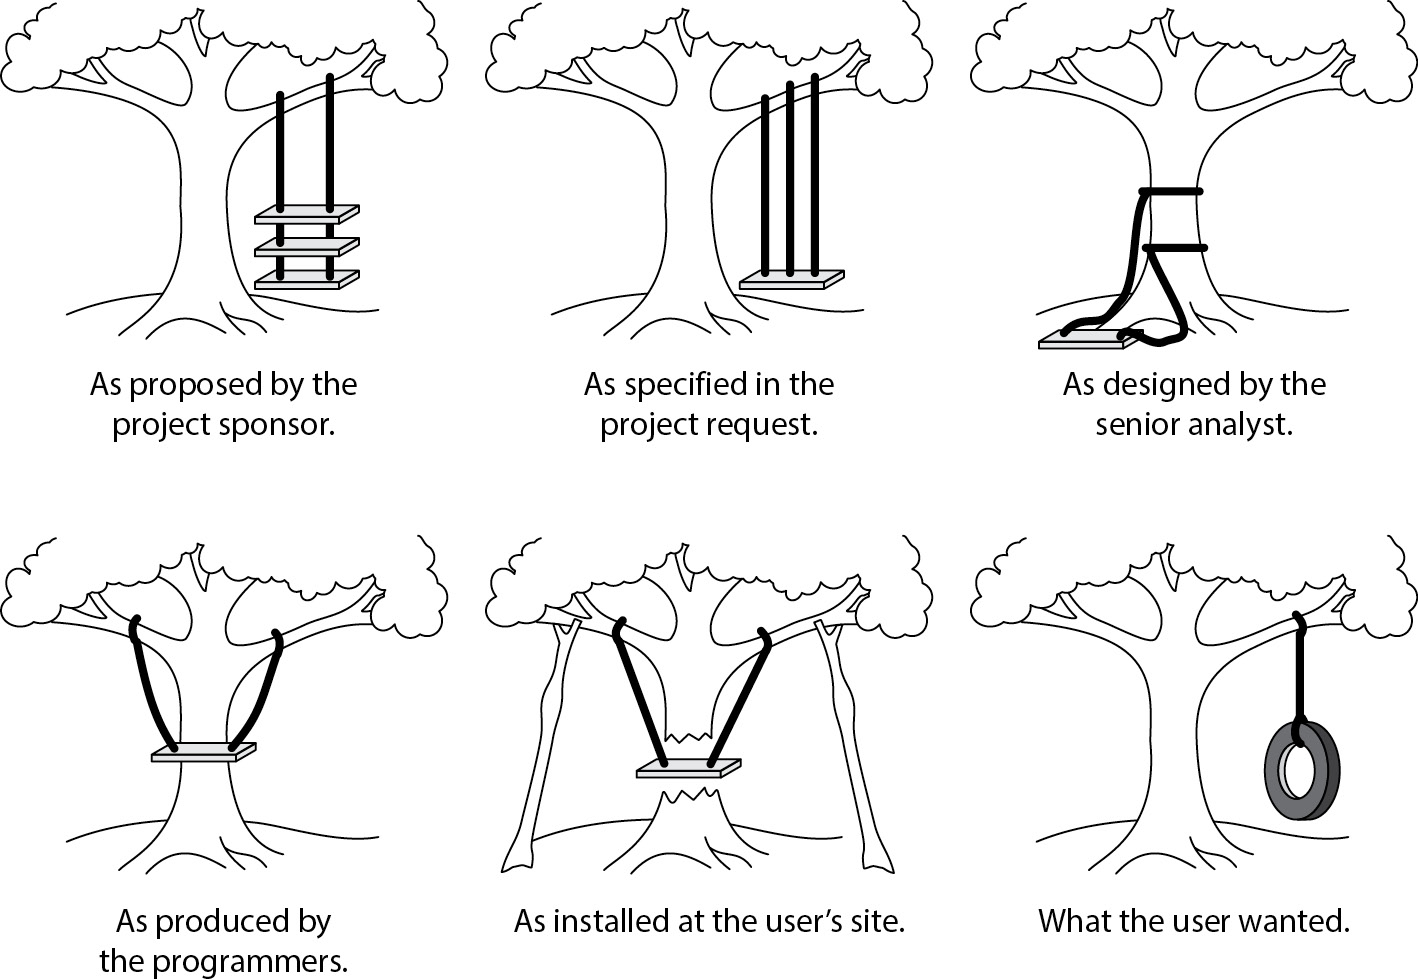 As proposed by the
project sponsor.
As specified in the
project request.
As designed by the
senior analyst.
As produced by
the programmers.
As installed at the user’s site.
What the user wanted.